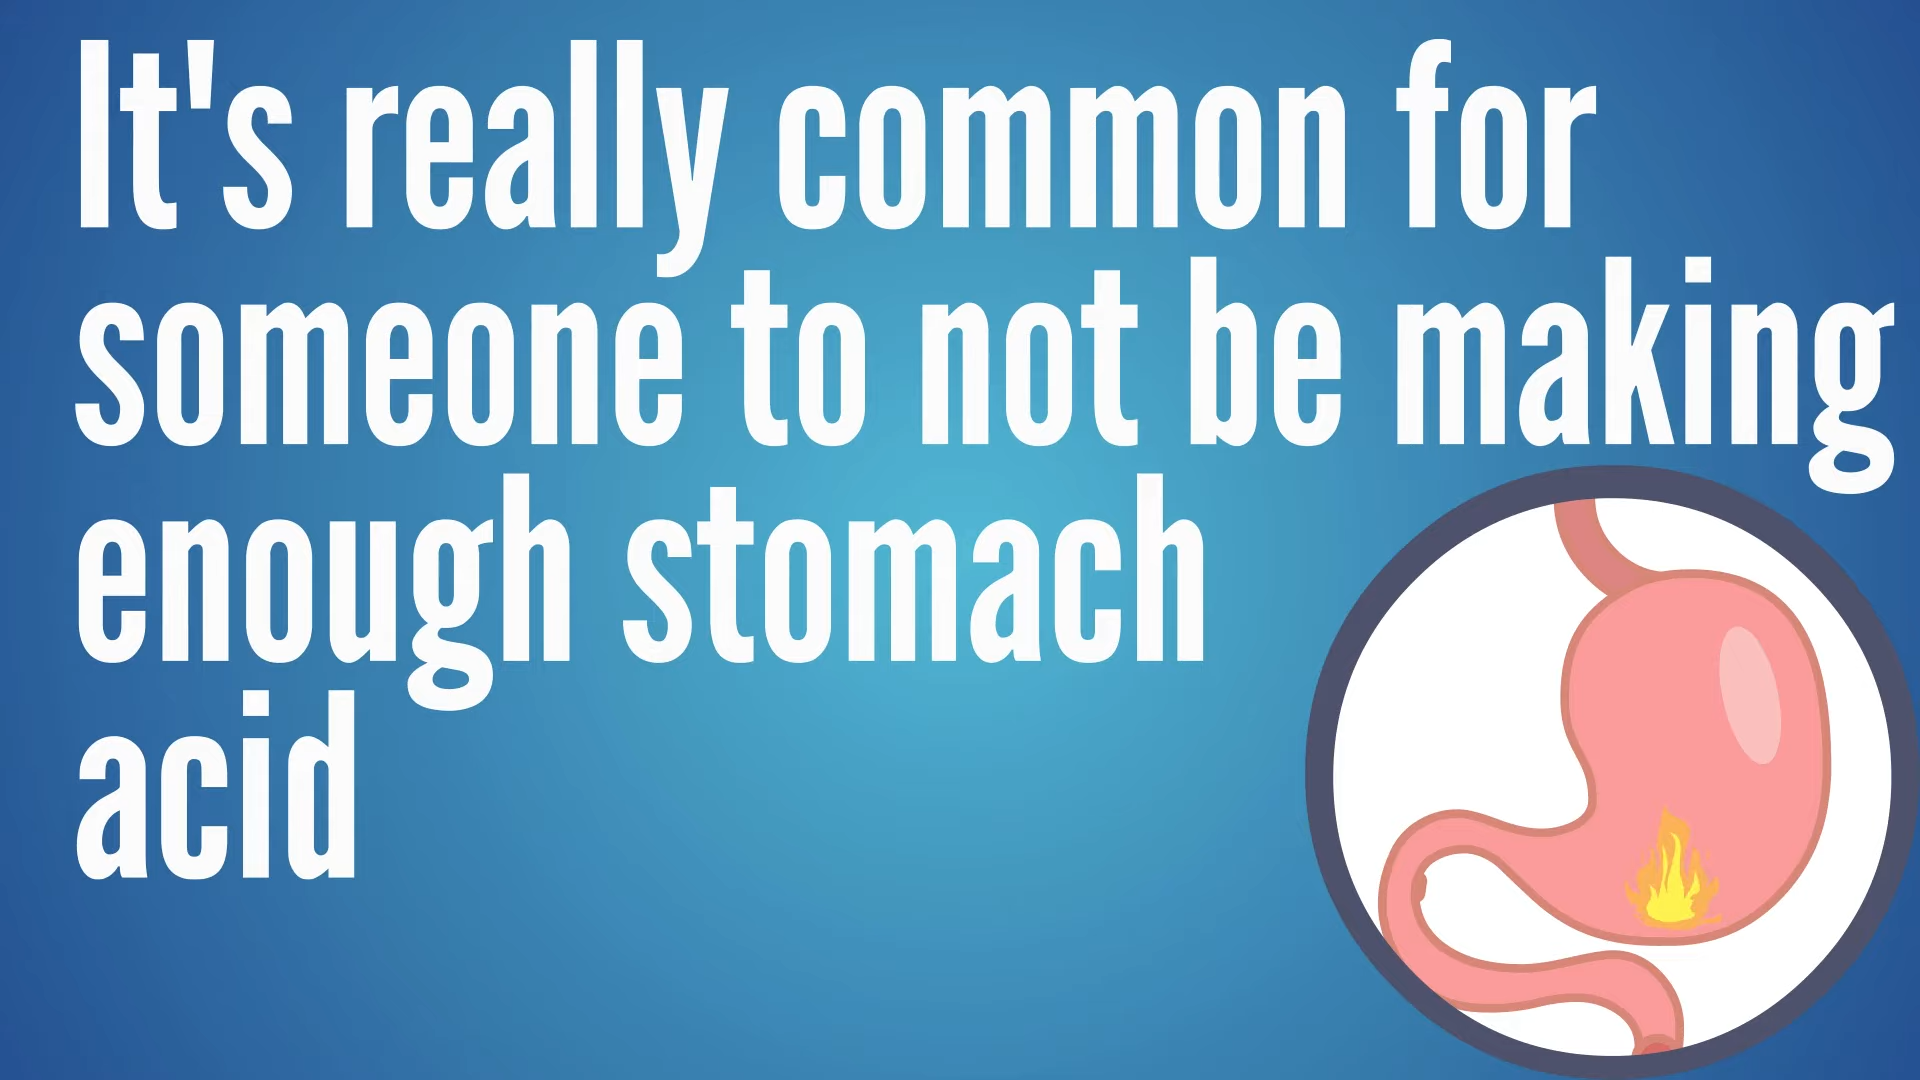 It's really common for
someone to not be making
enough stomach
acid